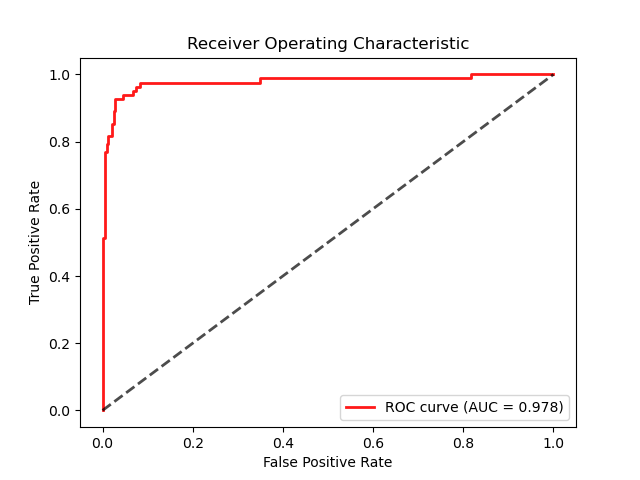 Receiver Operating Characteristic
True Positive Rate
1.0
0.8
0.6
0.4
0.2
0.0
ROC curve (AUC = 0.978)
0.0 0.2 0.4 0.6 0.8 1.0
False Positive Rate